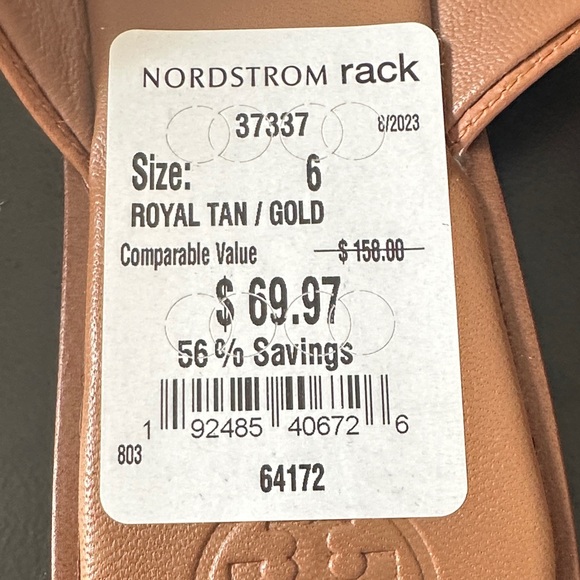 NORDSTROM rack
37337 8/2023
Size: 6
ROYAL TAN / GOLD
Comparable Value $ 158.00
$ 69.97
56 % Savings
1 92485 40672 6
803
64172